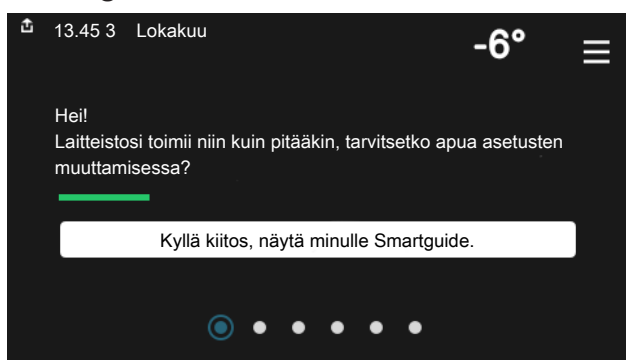 13.45 3 Lokakuu
-6°
Hei!
Laitteistosi toimii niin kuin pitääkin, tarvitsetko apua asetusten
muuttamisessa?
Kyllä kiitos, näytä minulle Smartguide.